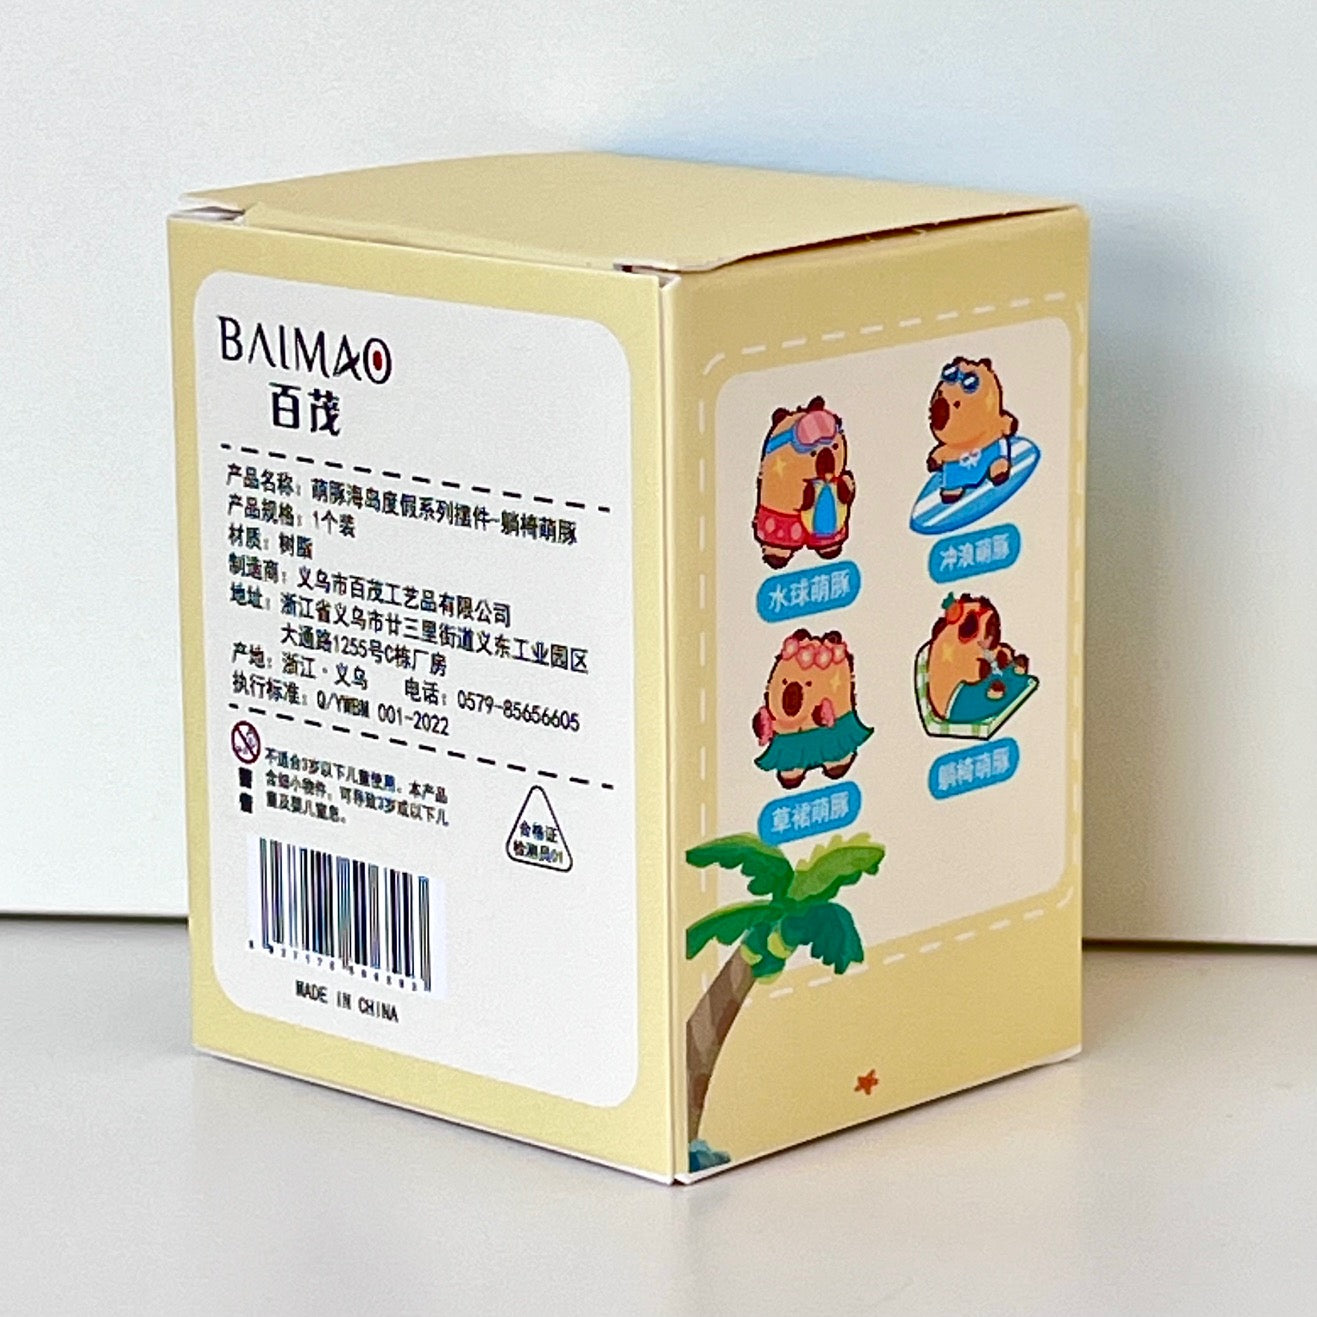 BAIMAO
百茂
产品名称：萌豚海岛度假系列摆件-躺椅萌豚
产品规格：1个装
材质：树脂
制造商：义乌市百茂工艺品有限公司
地址：浙江省义乌市廿三里街道义东工业园区
大通路1255号C栋厂房
产地：浙江·义乌 电话：0579-85656605
执行标准：Q/YWBM 001-2022
不适合3岁以下儿童使用。本产品
含细小物件，可导致3岁或以下儿
童及婴儿窒息。
合格证
检测员01
MADE IN CHINA
水球萌豚
冲浪萌豚
草裙萌豚
躺椅萌豚